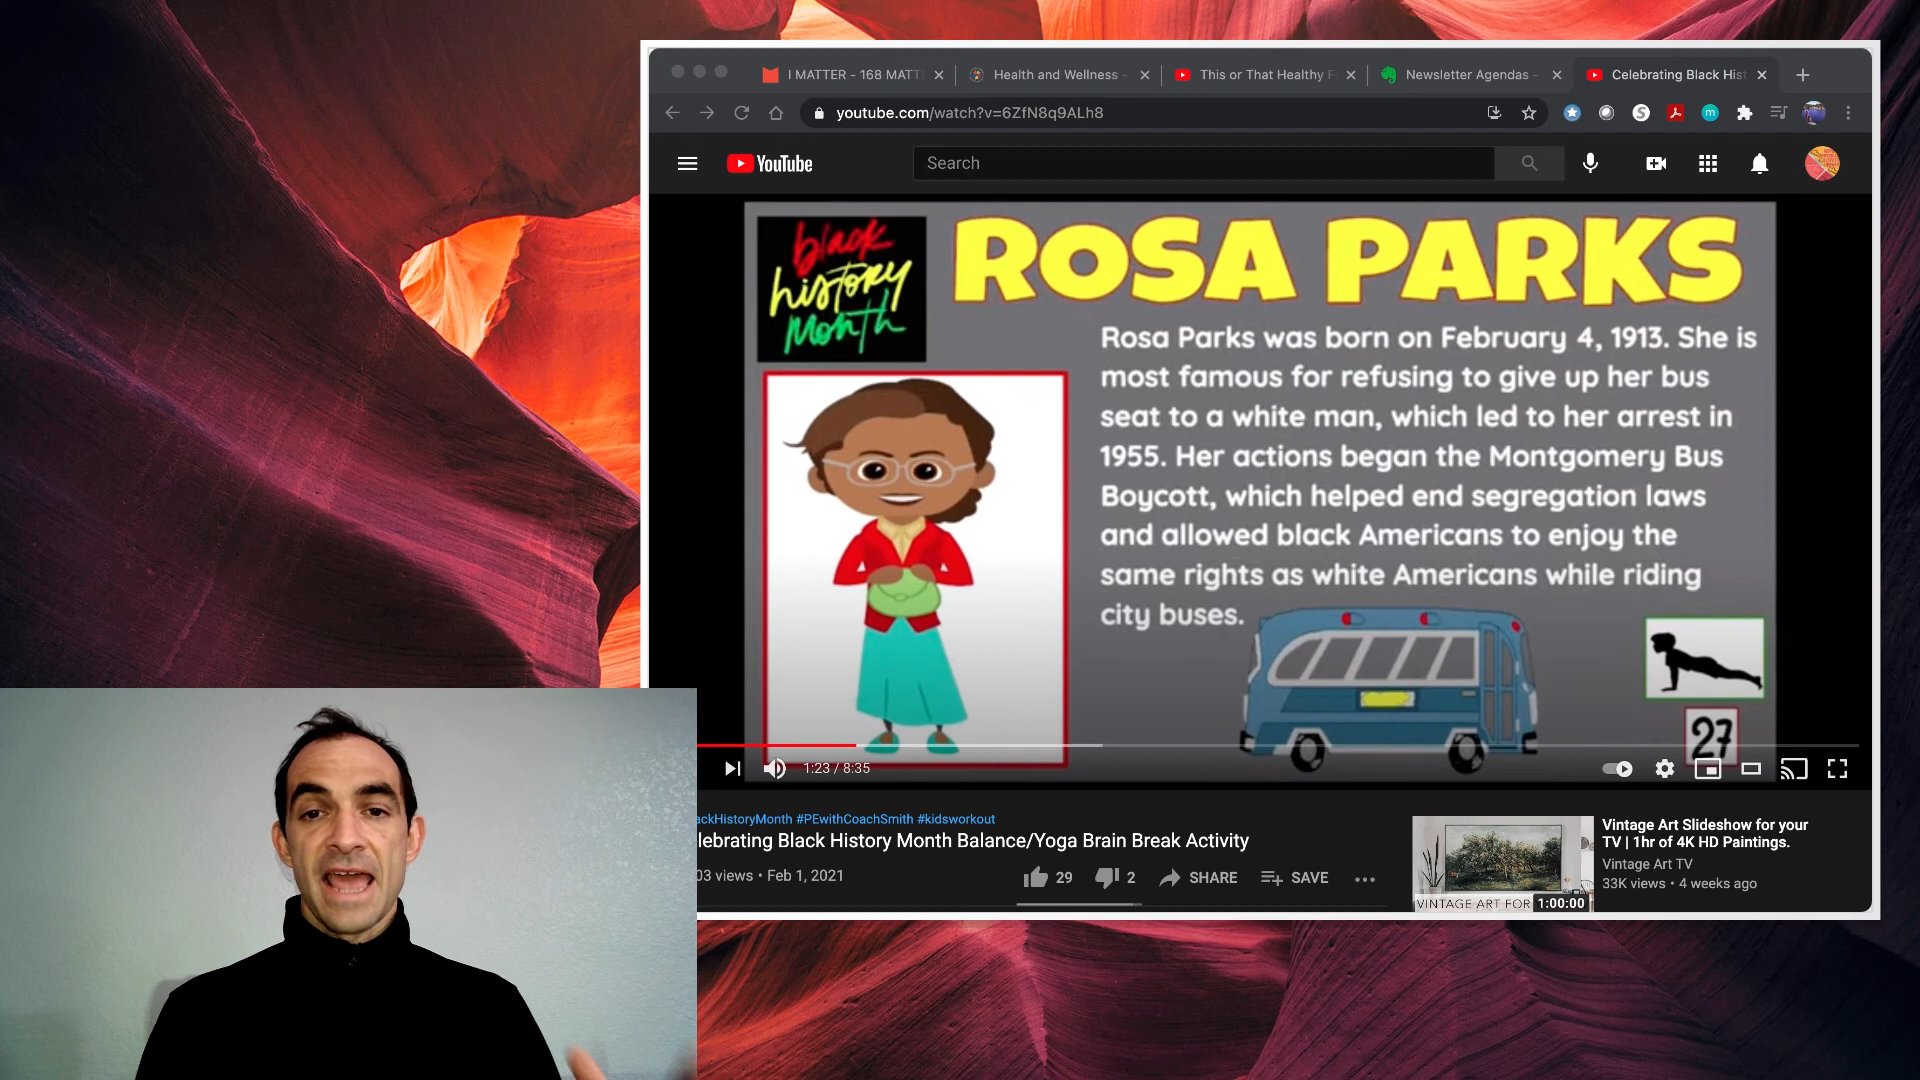 I MATTER - 168 MATT
Health and Wellness -
This or That Healthy F
Newsletter Agendas -
Celebrating Black Hist
youtube.com/watch?v=6ZfN8q9ALh8
YouTube
Search
black
history
Month
ROSA PARKS
Rosa Parks was born on February 4, 1913. She is
most famous for refusing to give up her bus
seat to a white man, which led to her arrest in
1955. Her actions began the Montgomery Bus
Boycott, which helped end segregation laws
and allowed black Americans to enjoy the
same rights as white Americans while riding
city buses.
27
1:23 / 8:35
ackHistoryMonth #PEwithCoachSmith #kidsworkout
lebrating Black History Month Balance/Yoga Brain Break Activity
03 views • Feb 1, 2021
29
2
SHARE
SAVE
VINTAGE ART FOR
1:00:00
Vintage Art Slideshow for your
TV | 1hr of 4K HD Paintings.
Vintage Art TV
33K views • 4 weeks ago